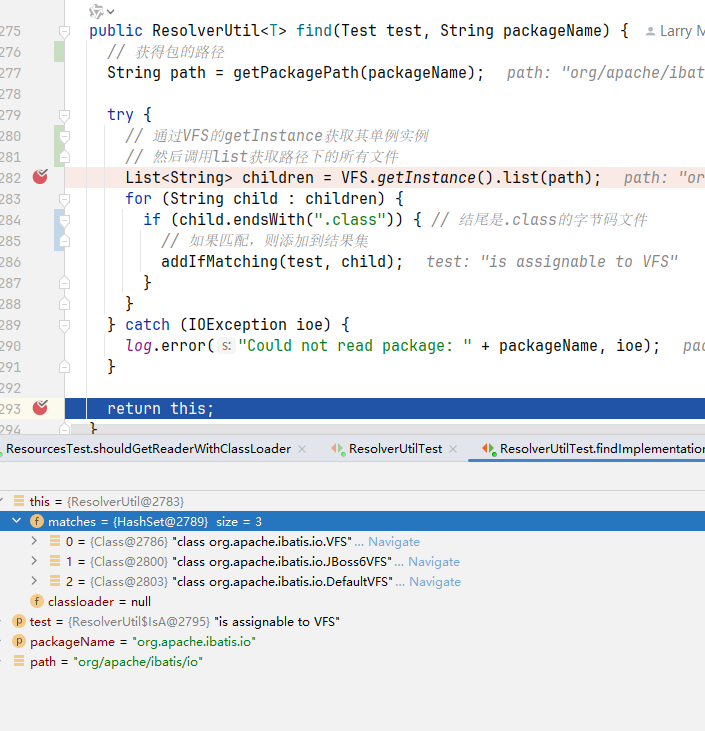 275 public ResolverUtil<T> find(Test test, String packageName) { Larry M
276 // 获得包的路径
277 String path = getPackagePath(packageName); path: "org/apache/ibat
278
279 try {
280 // 通过VFS的getInstance获取其单例实例
281 // 然后调用list获取路径下的所有文件
282 List<String> children = VFS.getInstance().list(path); path: "or
283 for (String child : children) {
284 if (child.endsWith(".class")) { // 结尾是.class的字节码文件
285 // 如果匹配，则添加到结果集
286 addIfMatching(test, child); test: "is assignable to VFS"
287 }
288 }
289 } catch (IOException ioe) {
290 log.error( s: "Could not read package: " + packageName, ioe); pac
291 }
292
293 return this;
294 }
ResourcesTest.shouldGetReaderWithClassLoader ResolverUtilTest ResolverUtilTest.findImplementation
this = {ResolverUtil@2783}
f matches = {HashSet@2789} size = 3
0 = {Class@2786} "class org.apache.ibatis.io.VFS"... Navigate
1 = {Class@2800} "class org.apache.ibatis.io.JBoss6VFS"... Navigate
2 = {Class@2803} "class org.apache.ibatis.io.DefaultVFS"... Navigate
f classloader = null
p test = {ResolverUtil$IsA@2795} "is assignable to VFS"
p packageName = "org.apache.ibatis.io"
path = "org/apache/ibatis/io"